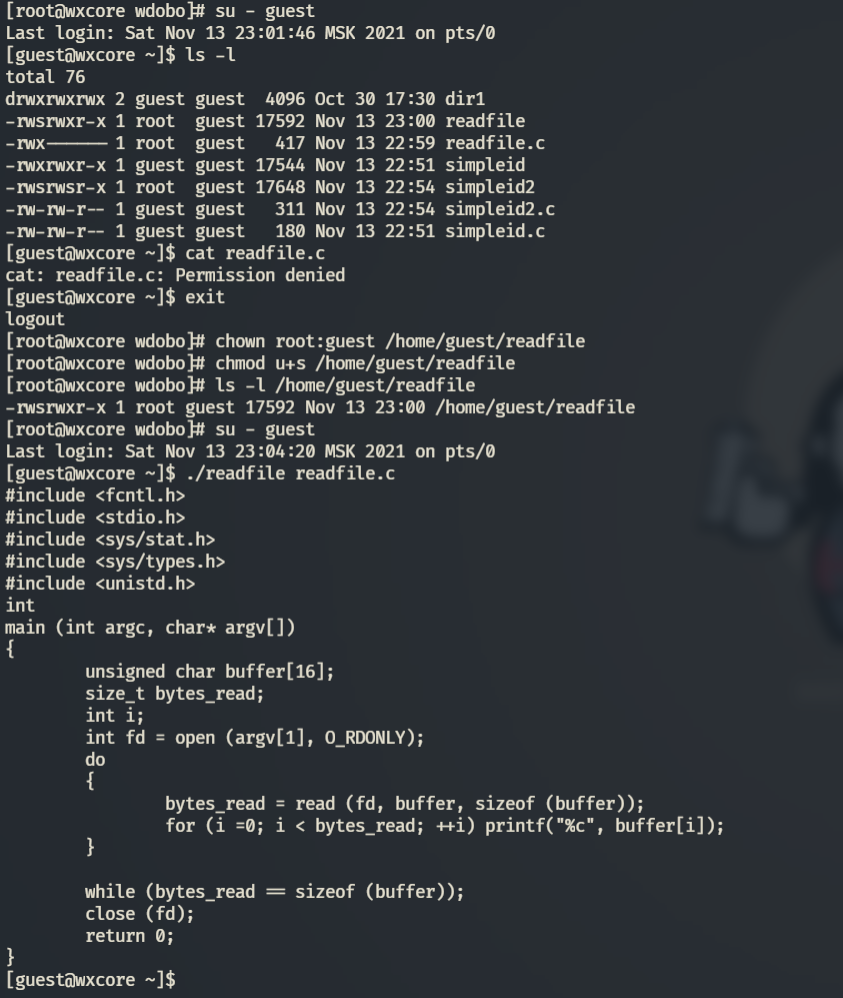 [root@wxcore wdobo]# su - guest
Last login: Sat Nov 13 23:01:46 MSK 2021 on pts/0
[guest@wxcore ~]$ ls -l
total 76
drwxrwxrwx 2 guest guest  4096 Oct 30 17:30 dir1
-rwsrwxr-x 1 root  guest 17592 Nov 13 23:00 readfile
-rwx------ 1 root  guest   417 Nov 13 22:59 readfile.c
-rwxrwxr-x 1 guest guest 17544 Nov 13 22:51 simpleid
-rwsrwsr-x 1 root  guest 17648 Nov 13 22:54 simpleid2
-rw-rw-r-- 1 guest guest   311 Nov 13 22:54 simpleid2.c
-rw-rw-r-- 1 guest guest   180 Nov 13 22:51 simpleid.c
[guest@wxcore ~]$ cat readfile.c
cat: readfile.c: Permission denied
[guest@wxcore ~]$ exit
logout
[root@wxcore wdobo]# chown root:guest /home/guest/readfile
[root@wxcore wdobo]# chmod u+s /home/guest/readfile
[root@wxcore wdobo]# ls -l /home/guest/readfile
-rwsrwxr-x 1 root guest 17592 Nov 13 23:00 /home/guest/readfile
[root@wxcore wdobo]# su - guest
Last login: Sat Nov 13 23:04:20 MSK 2021 on pts/0
[guest@wxcore ~]$ ./readfile readfile.c
#include <fcntl.h>
#include <stdio.h>
#include <sys/stat.h>
#include <sys/types.h>
#include <unistd.h>
int
main (int argc, char* argv[])
{
        unsigned char buffer[16];
        size_t bytes_read;
        int i;
        int fd = open (argv[1], O_RDONLY);
        do
        {
                bytes_read = read (fd, buffer, sizeof (buffer));
                for (i =0; i < bytes_read; ++i) printf("%c", buffer[i]);
        }
        while (bytes_read == sizeof (buffer));
        close (fd);
        return 0;
}
[guest@wxcore ~]$